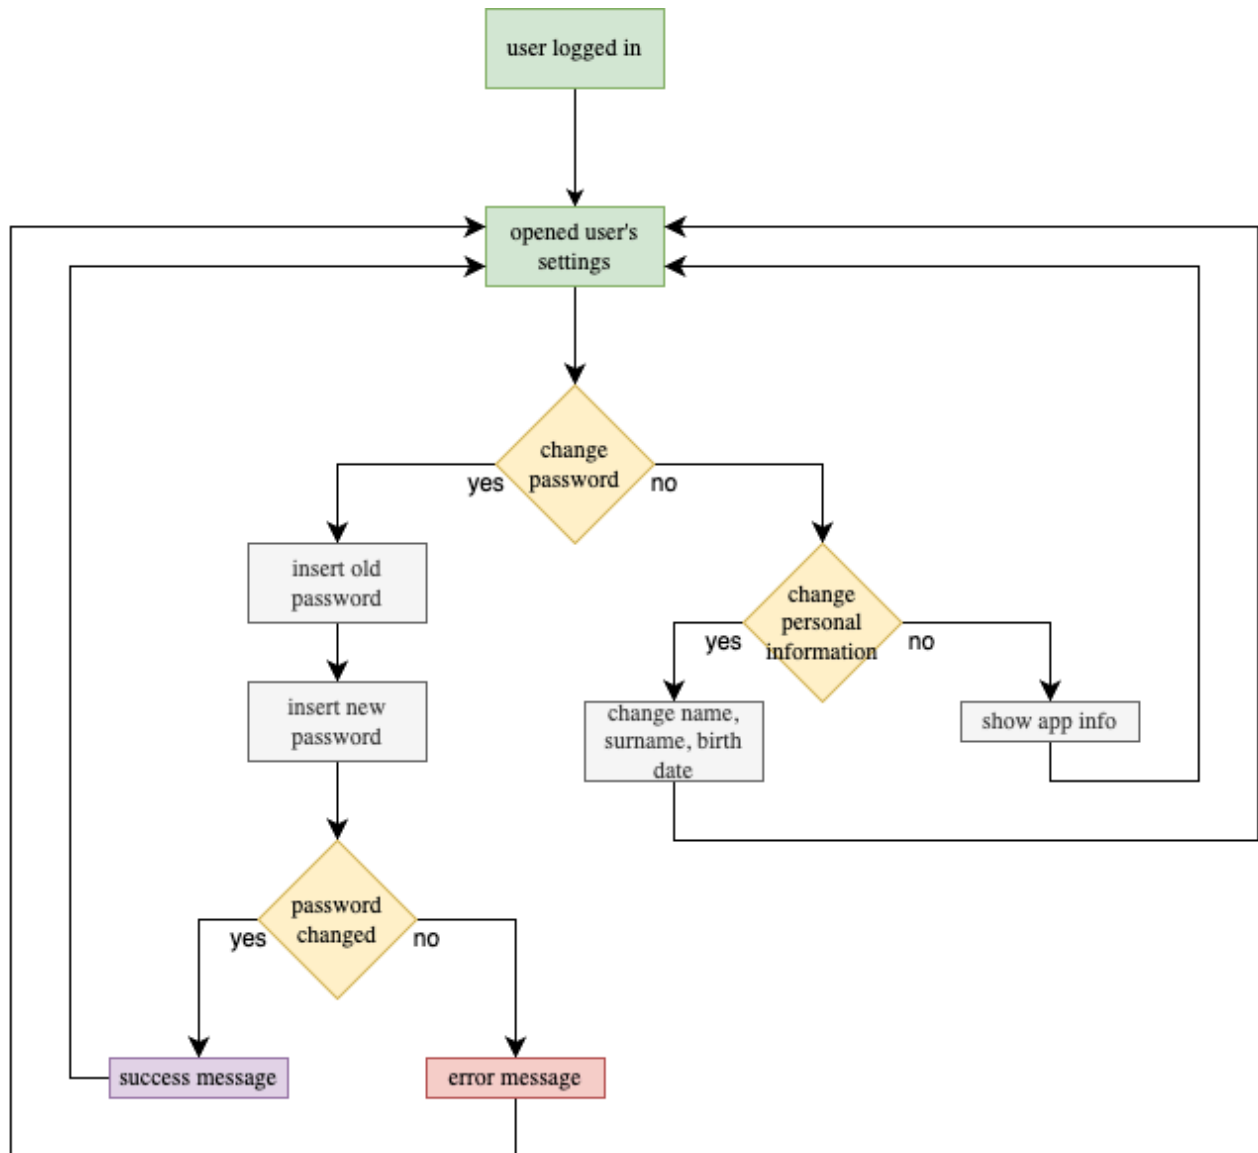 user logged in
opened user's
settings
change
password
yes
no
insert old
password
change
personal
information
yes
no
insert new
password
change name,
surname, birth
date
show app info
password
changed
yes
no
success message
error message